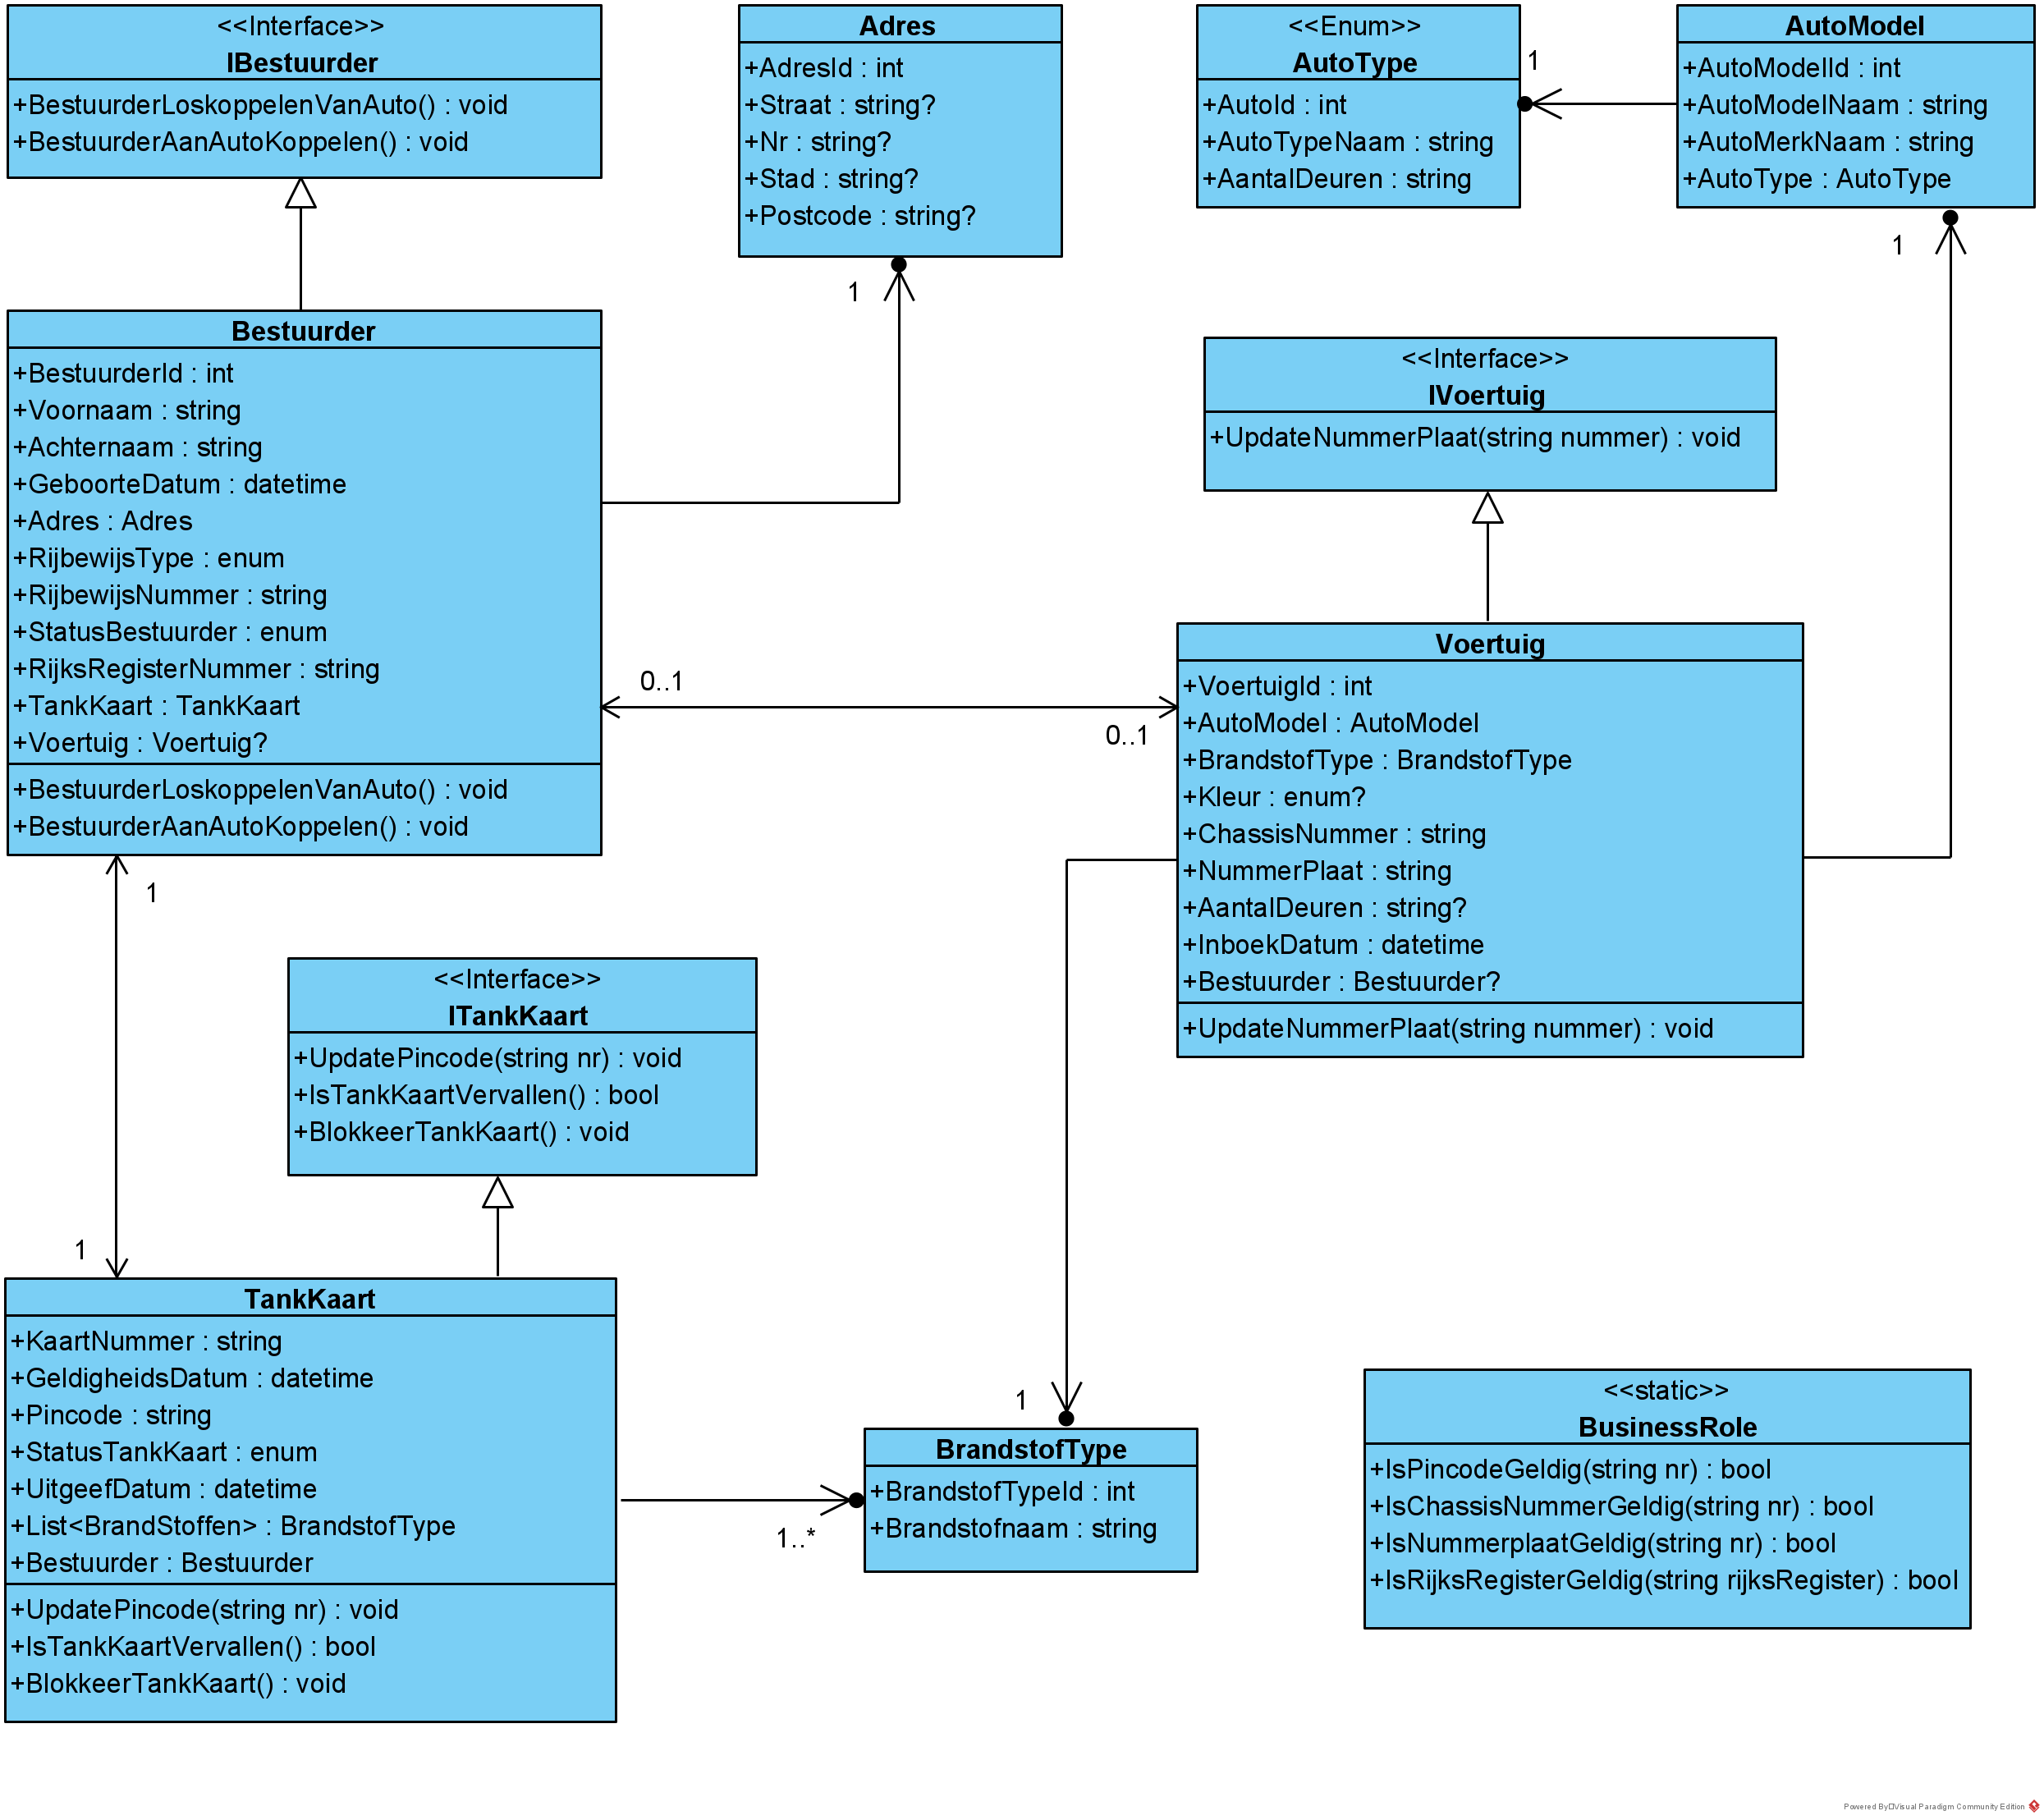 <<Interface>>
IBestuurder
+BestuurderLoskoppelenVanAuto() : void
+BestuurderAanAutoKoppelen() : void
Adres
+AdresId : int
+Straat : string?
+Nr : string?
+Stad : string?
+Postcode : string?
1
<<Enum>>
AutoType
+AutoId : int
+AutoTypeNaam : string
+AantalDeuren : string
1
AutoModel
+AutoModelId : int
+AutoModelNaam : string
+AutoMerkNaam : string
+AutoType : AutoType
1
Bestuurder
+BestuurderId : int
+Voornaam : string
+Achternaam : string
+GeboorteDatum : datetime
+Adres : Adres
+RijbewijsType : enum
+RijbewijsNummer : string
+StatusBestuurder : enum
+RijksRegisterNummer : string
+TankKaart : TankKaart
+Voertuig : Voertuig?
+BestuurderLoskoppelenVanAuto() : void
+BestuurderAanAutoKoppelen() : void
0..1
0..1
<<Interface>>
IVoertuig
+UpdateNummerPlaat(string nummer) : void
Voertuig
+VoertuigId : int
+AutoModel : AutoModel
+BrandstofType : BrandstofType
+Kleur : enum?
+ChassisNummer : string
+NummerPlaat : string
+AantalDeuren : string?
+InboekDatum : datetime
+Bestuurder : Bestuurder?
+UpdateNummerPlaat(string nummer) : void
1
<<Interface>>
ITankKaart
+UpdatePincode(string nr) : void
+IsTankKaartVervallen() : bool
+BlokkeerTankKaart() : void
1
TankKaart
+KaartNummer : string
+GeldigheidsDatum : datetime
+Pincode : string
+StatusTankKaart : enum
+UitgeefDatum : datetime
+List<BrandStoffen> : BrandstofType
+Bestuurder : Bestuurder
+UpdatePincode(string nr) : void
+IsTankKaartVervallen() : bool
+BlokkeerTankKaart() : void
1..*
1
BrandstofType
+BrandstofTypeId : int
+Brandstofnaam : string
<<static>>
BusinessRole
+IsPincodeGeldig(string nr) : bool
+IsChassisNummerGeldig(string nr) : bool
+IsNummerplaatGeldig(string nr) : bool
+IsRijksRegisterGeldig(string rijksRegister) : bool
Powered By Visual Paradigm Community Edition